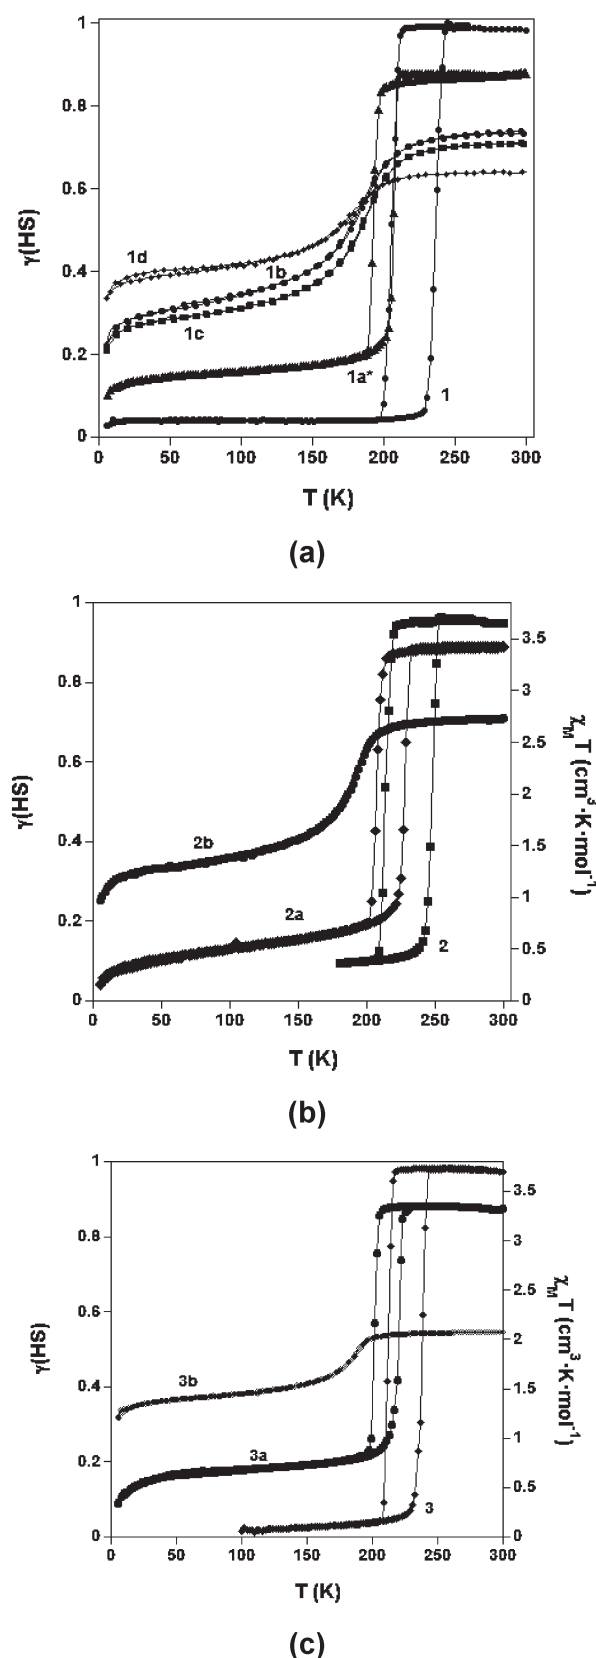 1
0.8
0.6
0.4
0.2
0
γ(HS)
1d
1b
1c
1a*
1
0 50 100 150 200 250 300
T (K)
(a)
1
0.8
0.6
0.4
0.2
0
γ(HS)
3.5
3
2.5
2
1.5
1
0.5
0
χMT (cm³·K·mol⁻¹)
2b
2a
2
0 50 100 150 200 250 300
T (K)
(b)
1
0.8
0.6
0.4
0.2
0
γ(HS)
3.5
3
2.5
2
1.5
1
0.5
0
χMT (cm³·K·mol⁻¹)
3b
3a
3
0 50 100 150 200 250 300
T (K)
(c)